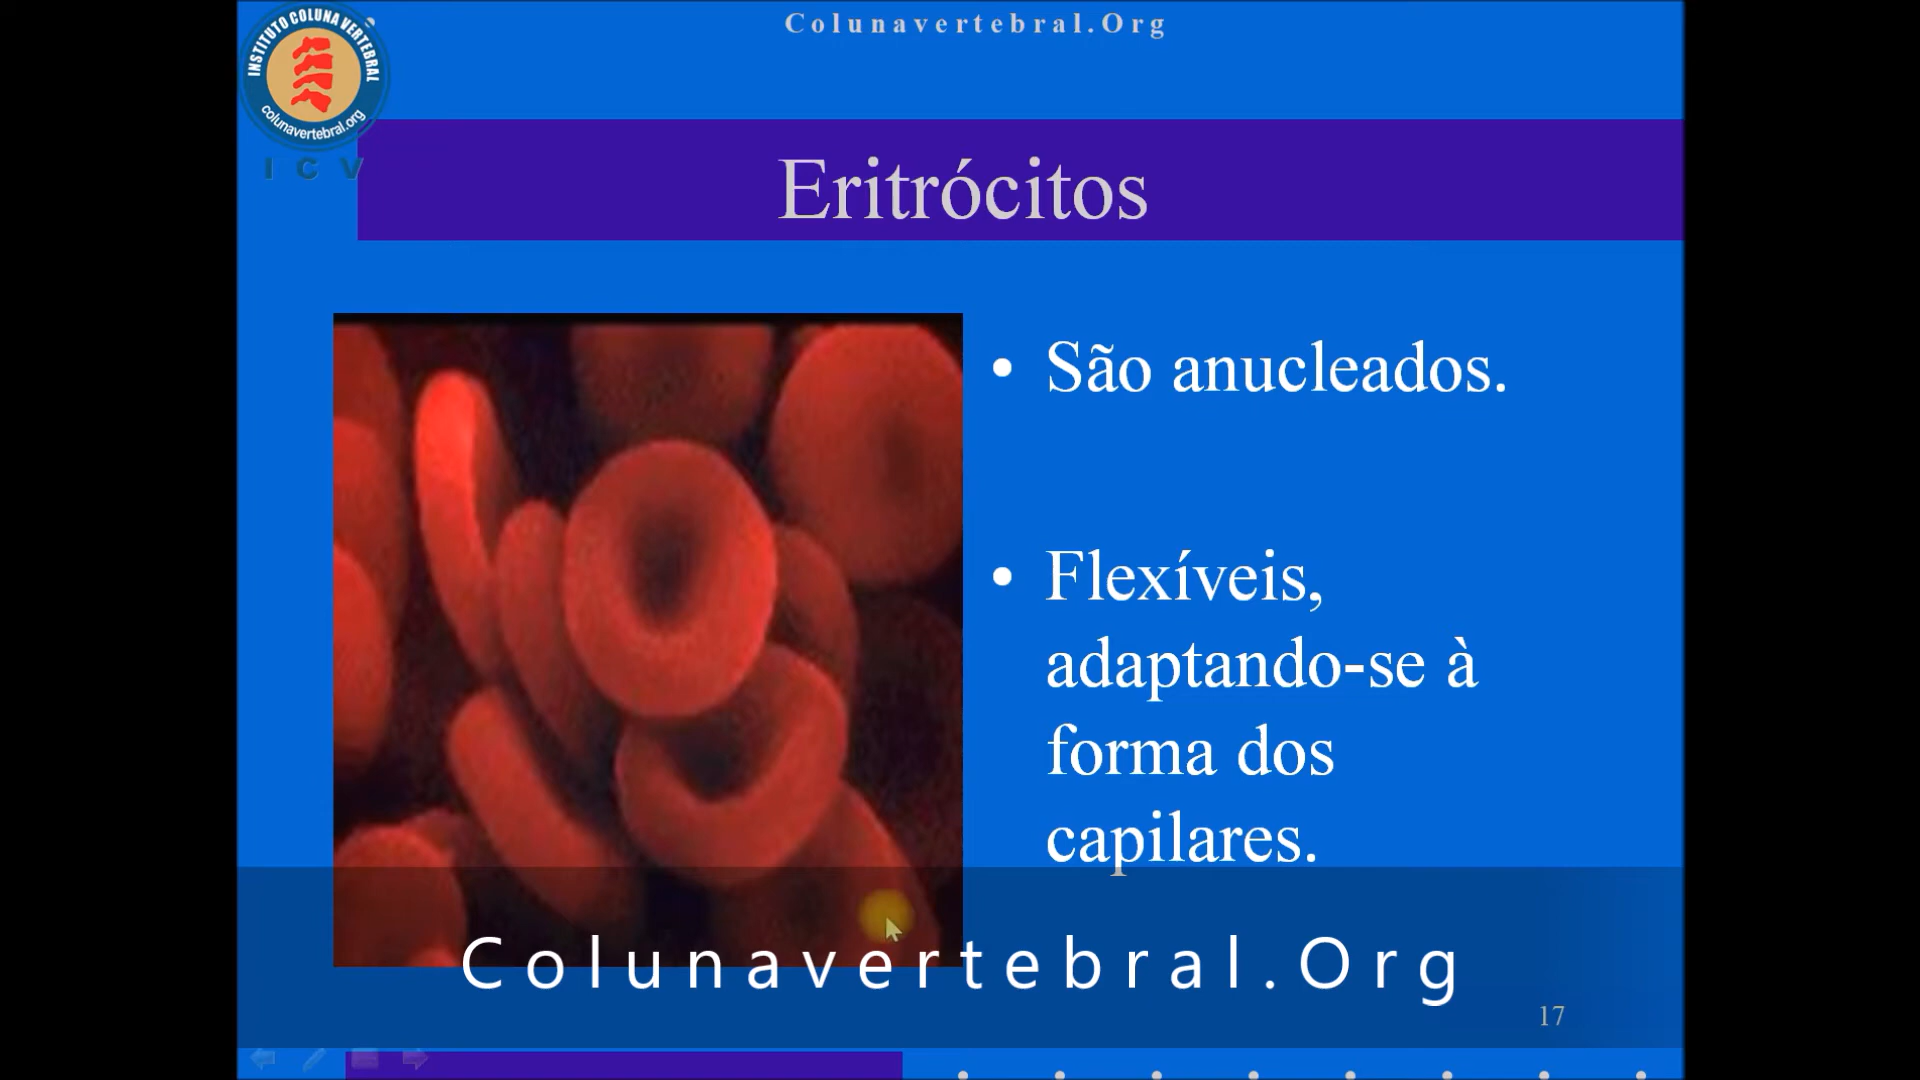 Colunavertebral.Org
INSTITUTO COLUNA VERTEBRAL
colunavertebral.org
I C V
Eritrócitos
• São anucleados.
• Flexíveis,
adaptando-se à
forma dos
capilares.
Colunavertebral.Org
17